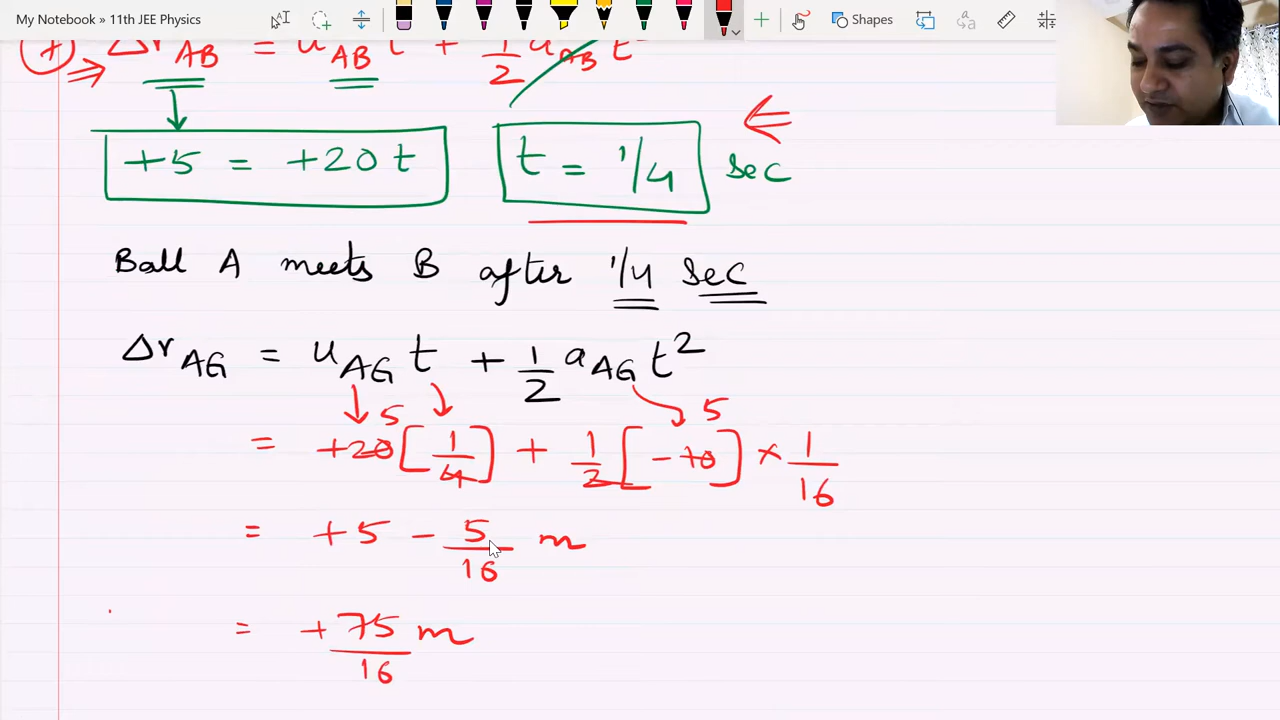 My Notebook » 11th JEE Physics
Shapes
(+) ⇒ Δr_AB = u_AB t + 1/2 a_AB t²
+5 = +20 t
t = 1/4 sec
Ball A meets B after 1/4 sec
Δr_AG = u_AG t + 1/2 a_AG t²
5 5
= +20 [1/4] + 1/2 [-10] × 1/16
= +5 - 5/16 m
= +75/16 m